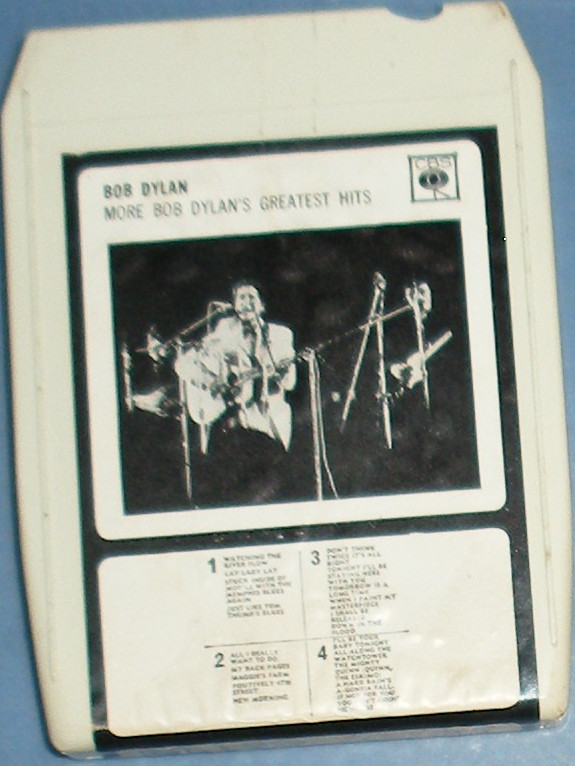 BOB DYLAN
MORE BOB DYLAN'S GREATEST HITS
CBS
1
WATCHING THE
RIVER FLOW
LAY LADY LAY
STUCK INSIDE OF
MOBILE WITH THE
MEMPHIS BLUES
AGAIN
JUST LIKE TOM
THUMB'S BLUES
2
ALL I REALLY
WANT TO DO
MY BACK PAGES
MAGGIE'S FARM
POSITIVELY 4TH
STREET
NEW MORNING
3
DON'T THINK
TWICE IT'S ALL
RIGHT
TONIGHT I'LL BE
STAYING HERE
WITH YOU
TOMORROW IS A
LONG TIME
WHEN I PAINT MY
MASTERPIECE
I SHALL BE
RELEASED
DOWN IN THE
FLOOD
4
I'LL BE YOUR
BABY TONIGHT
ALL ALONG THE
WATCHTOWER
THE MIGHTY
QUINN (QUINN,
THE ESKIMO)
A HARD RAIN'S
A-GONNA FALL
IF NOT FOR YOU
YOU